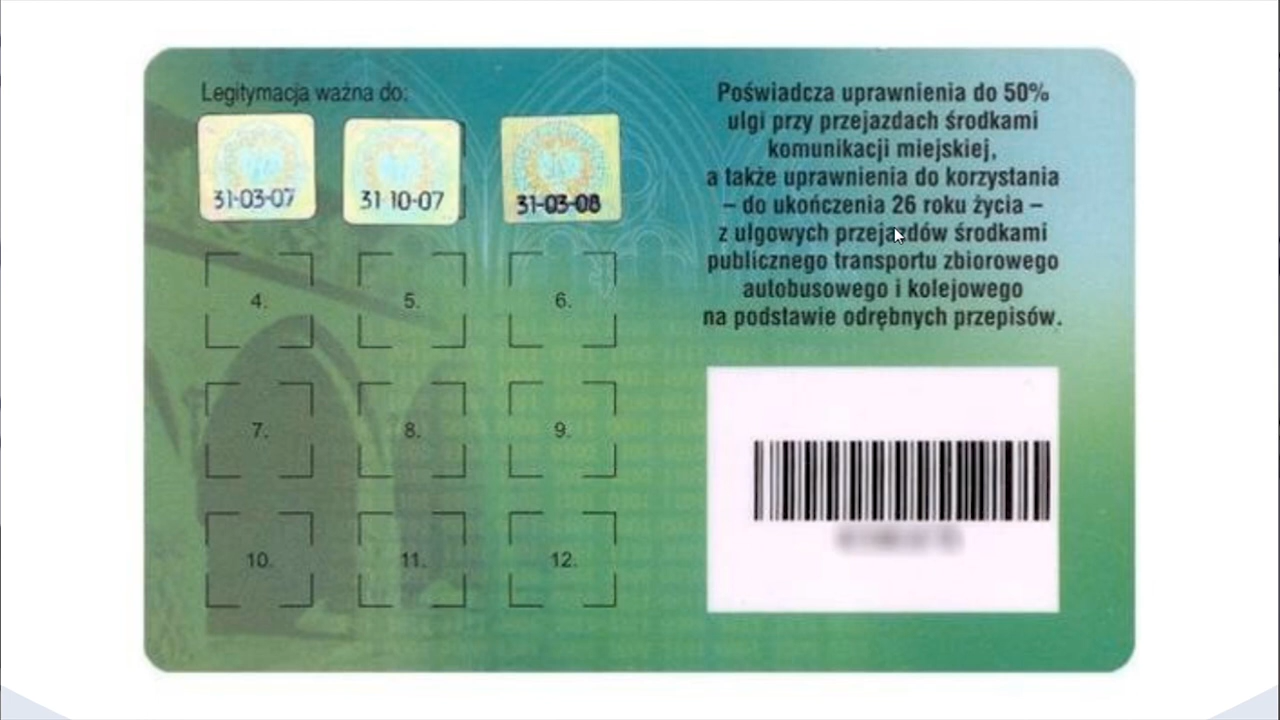 Legitymacja ważna do:
31-03-07
31 10-07
31-03-08
4.
5.
6.
7.
8.
9.
10.
11.
12.
Poświadcza uprawnienia do 50%
ulgi przy przejazdach środkami
komunikacji miejskiej,
a także uprawnienia do korzystania
– do ukończenia 26 roku życia –
z ulgowych przejazdów środkami
publicznego transportu zbiorowego
autobusowego i kolejowego
na podstawie odrębnych przepisów.